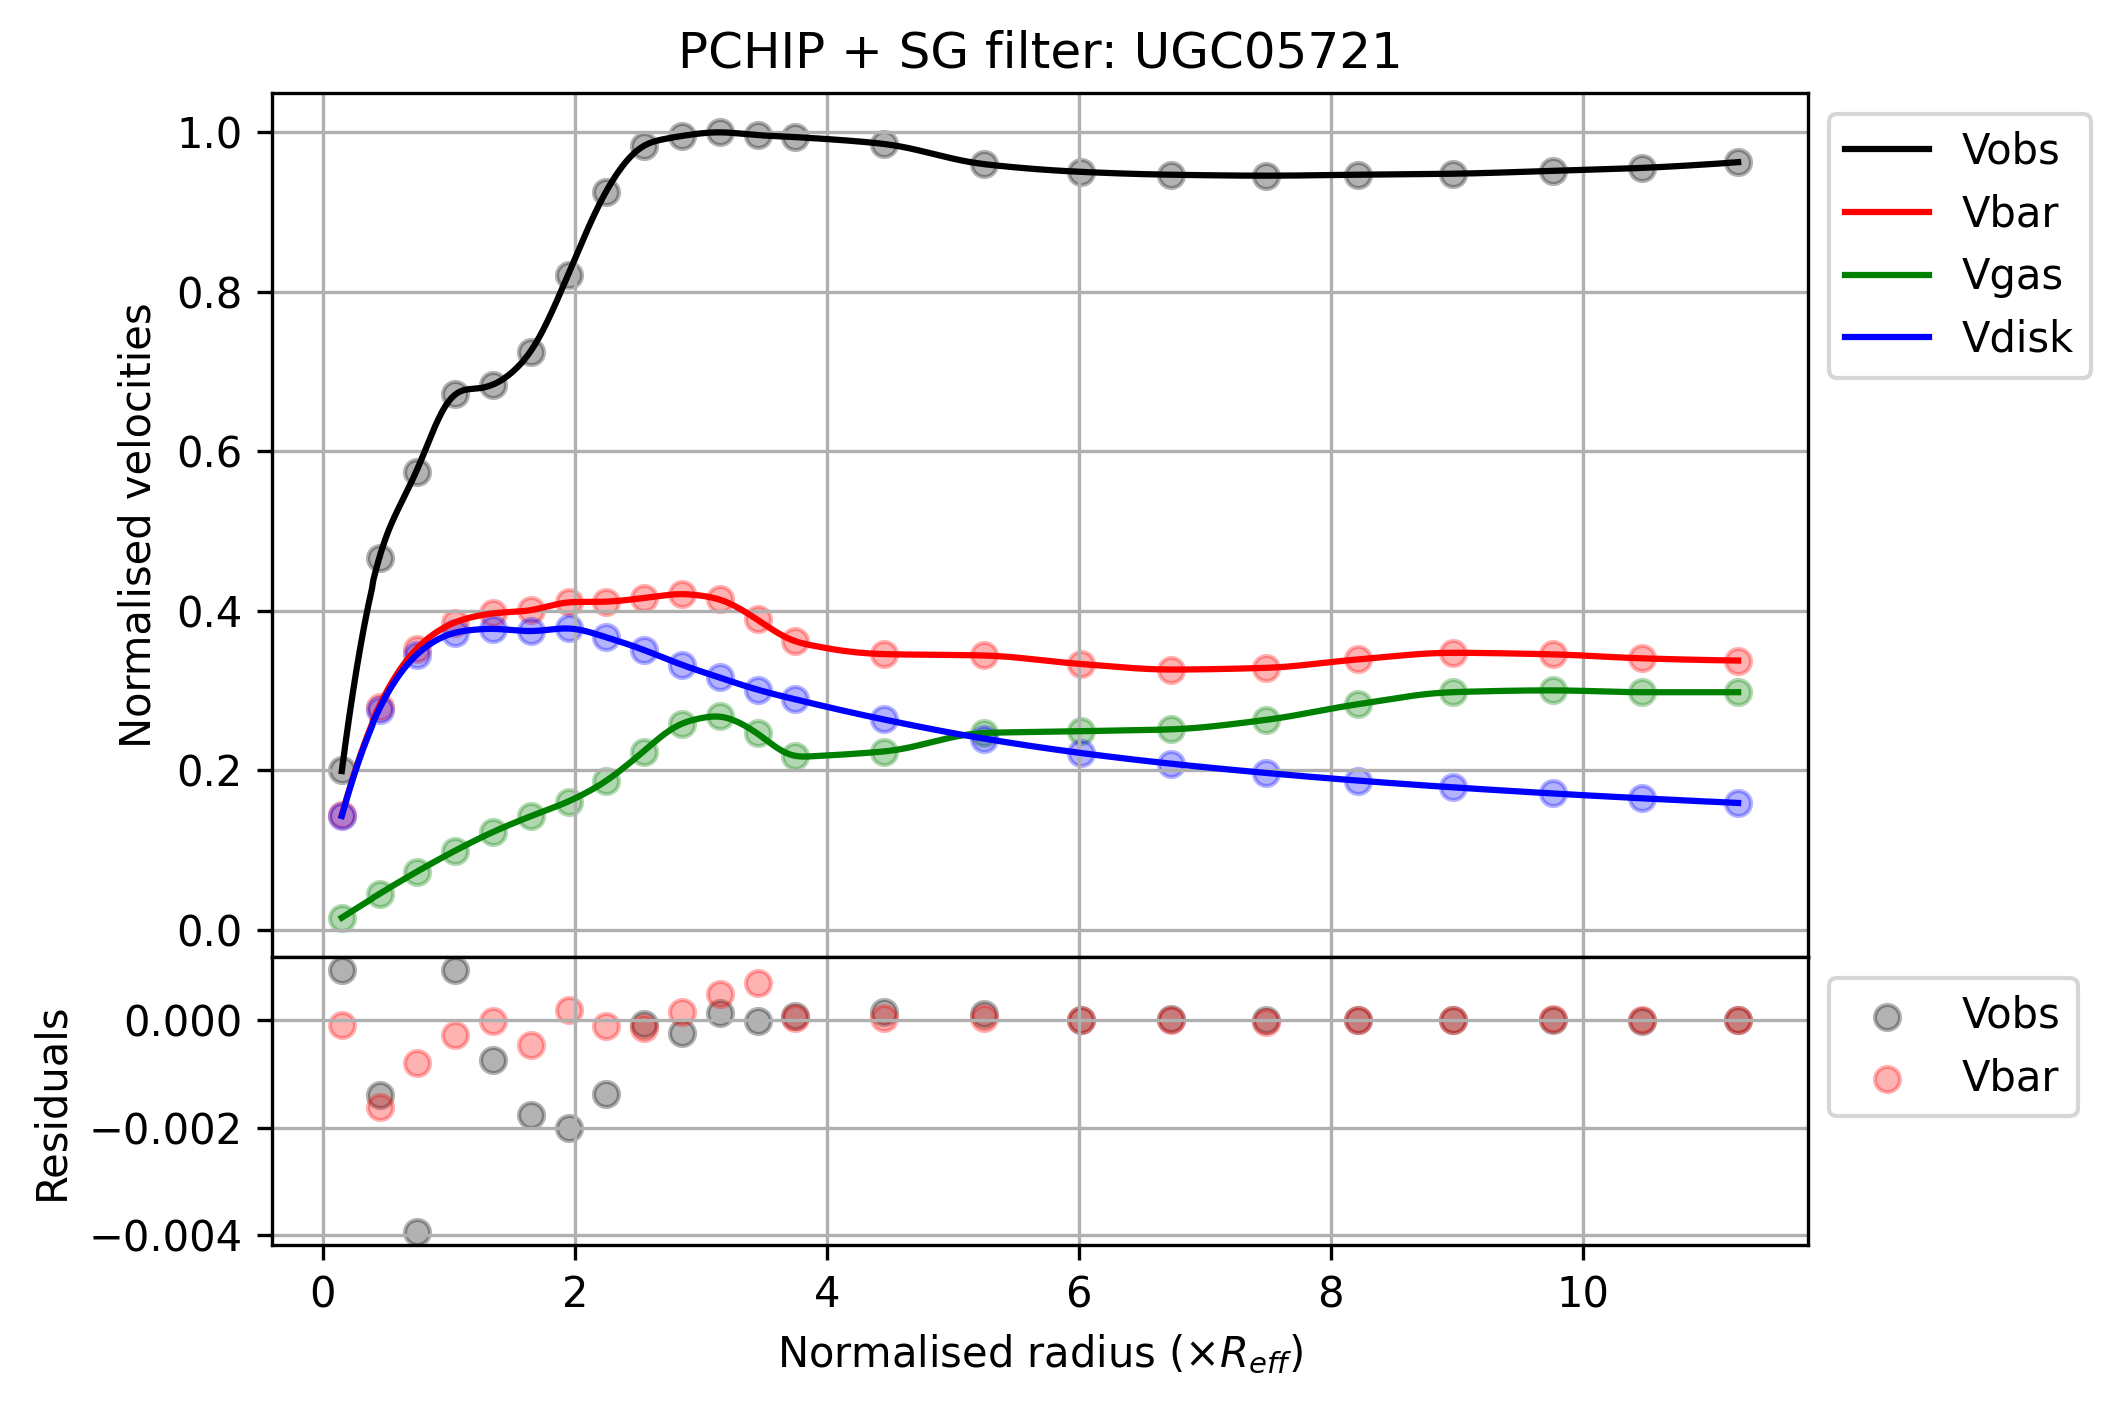 PCHIP + SG filter: UGC05721
Normalised velocities
1.0
0.8
0.6
0.4
0.2
0.0
Vobs
Vbar
Vgas
Vdisk
Residuals
0.000
−0.002
−0.004
Vobs
Vbar
0 2 4 6 8 10
Normalised radius (×R_eff)